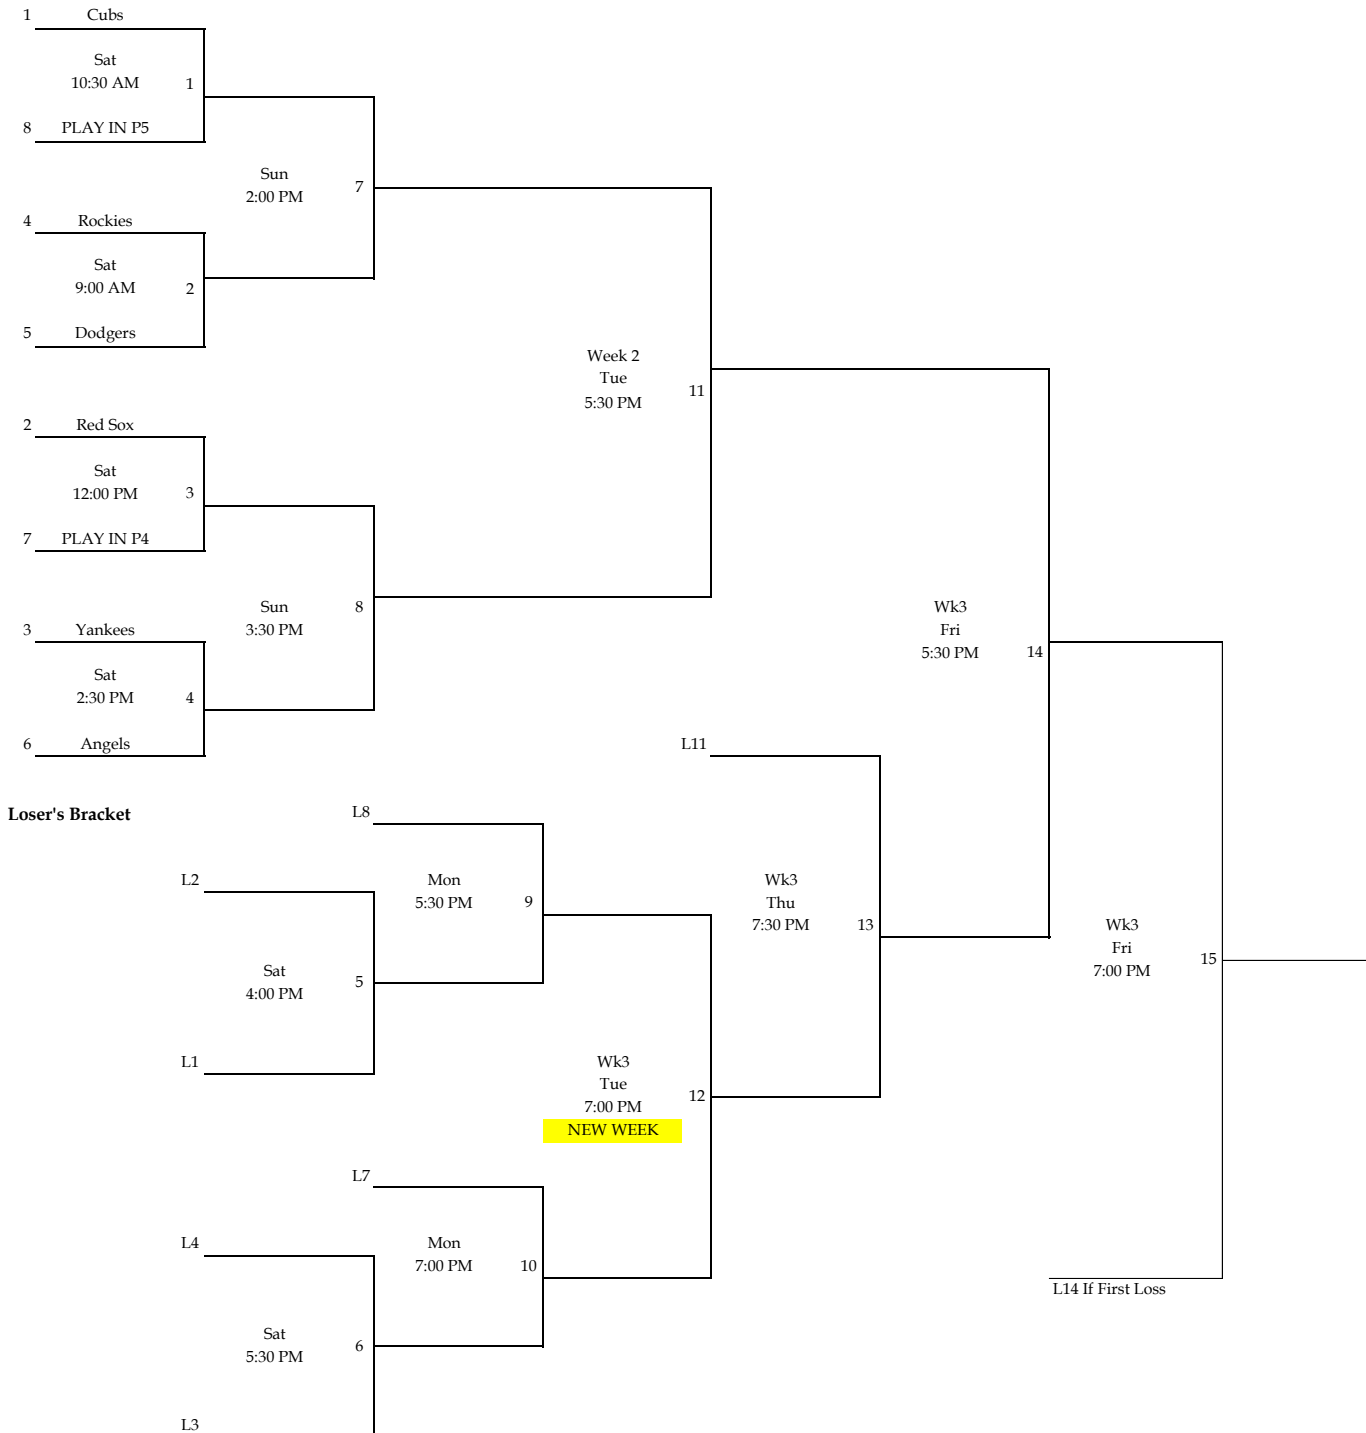 1 Cubs
Sat
10:30 AM 1
8 PLAY IN P5
Sun
2:00 PM 7
4 Rockies
Sat
9:00 AM 2
5 Dodgers
Week 2
Tue
5:30 PM 11
2 Red Sox
Sat
12:00 PM 3
7 PLAY IN P4
Sun
3:30 PM 8
3 Yankees
Sat
2:30 PM 4
6 Angels
Wk3
Fri
5:30 PM 14
L11
Loser's Bracket
L8
L2
Mon
5:30 PM 9
Wk3
Thu
7:30 PM 13
Wk3
Fri
7:00 PM 15
Sat
4:00 PM 5
L1
Wk3
Tue
7:00 PM 12
NEW WEEK
L7
L4
Mon
7:00 PM 10
L14 If First Loss
Sat
5:30 PM 6
L3